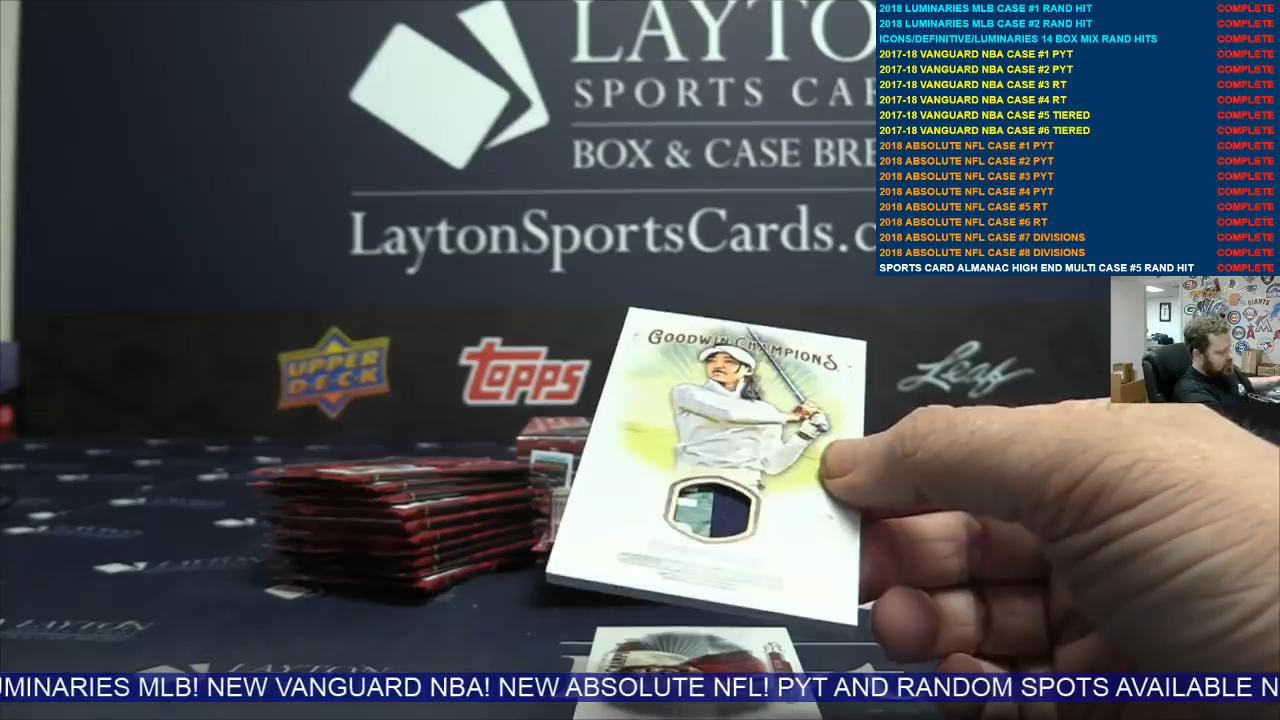 LAYTO
SPORTS CAR
BOX & CASE BRE
LaytonSportsCards.c
2018 LUMINARIES MLB CASE #1 RAND HIT COMPLETE
2018 LUMINARIES MLB CASE #2 RAND HIT COMPLETE
ICONS/DEFINITIVE/LUMINARIES 14 BOX MIX RAND HITS COMPLETE
2017-18 VANGUARD NBA CASE #1 PYT COMPLETE
2017-18 VANGUARD NBA CASE #2 PYT COMPLETE
2017-18 VANGUARD NBA CASE #3 RT COMPLETE
2017-18 VANGUARD NBA CASE #4 RT COMPLETE
2017-18 VANGUARD NBA CASE #5 TIERED COMPLETE
2017-18 VANGUARD NBA CASE #6 TIERED COMPLETE
2018 ABSOLUTE NFL CASE #1 PYT COMPLETE
2018 ABSOLUTE NFL CASE #2 PYT COMPLETE
2018 ABSOLUTE NFL CASE #3 PYT COMPLETE
2018 ABSOLUTE NFL CASE #4 PYT COMPLETE
2018 ABSOLUTE NFL CASE #5 RT COMPLETE
2018 ABSOLUTE NFL CASE #6 RT COMPLETE
2018 ABSOLUTE NFL CASE #7 DIVISIONS COMPLETE
2018 ABSOLUTE NFL CASE #8 DIVISIONS COMPLETE
SPORTS CARD ALMANAC HIGH END MULTI CASE #5 RAND HIT COMPLETE
GIANTS
UPPER
DECK
TOPPS
Leaf
GOODWIN CHAMPIONS
LAYTON
LAYTON
UMINARIES MLB! NEW VANGUARD NBA! NEW ABSOLUTE NFL! PYT AND RANDOM SPOTS AVAILABLE N